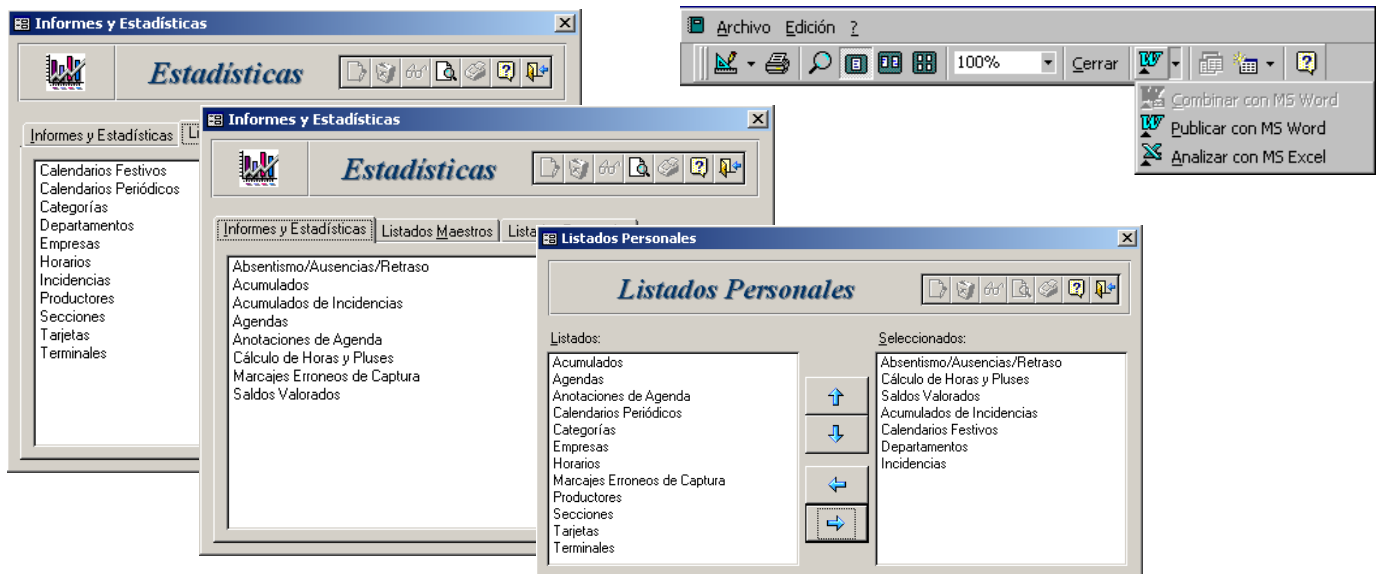 Informes y Estadísticas
Estadísticas
Informes y Estadísticas
Calendarios Festivos
Calendarios Periódicos
Categorías
Departamentos
Empresas
Horarios
Incidencias
Productores
Secciones
Tarjetas
Terminales
Informes y Estadísticas
Estadísticas
Informes y Estadísticas Listados Maestros
Absentismo/Ausencias/Retraso
Acumulados
Acumulados de Incidencias
Agendas
Anotaciones de Agenda
Cálculo de Horas y Pluses
Marcajes Erroneos de Captura
Saldos Valorados
Listados Personales
Listados Personales
Listados:
Acumulados
Agendas
Anotaciones de Agenda
Calendarios Periódicos
Categorías
Empresas
Horarios
Marcajes Erroneos de Captura
Productores
Secciones
Tarjetas
Terminales
Seleccionados:
Absentismo/Ausencias/Retraso
Cálculo de Horas y Pluses
Saldos Valorados
Acumulados de Incidencias
Calendarios Festivos
Departamentos
Incidencias
Archivo Edición ?
100% Cerrar
Combinar con MS Word
Publicar con MS Word
Analizar con MS Excel